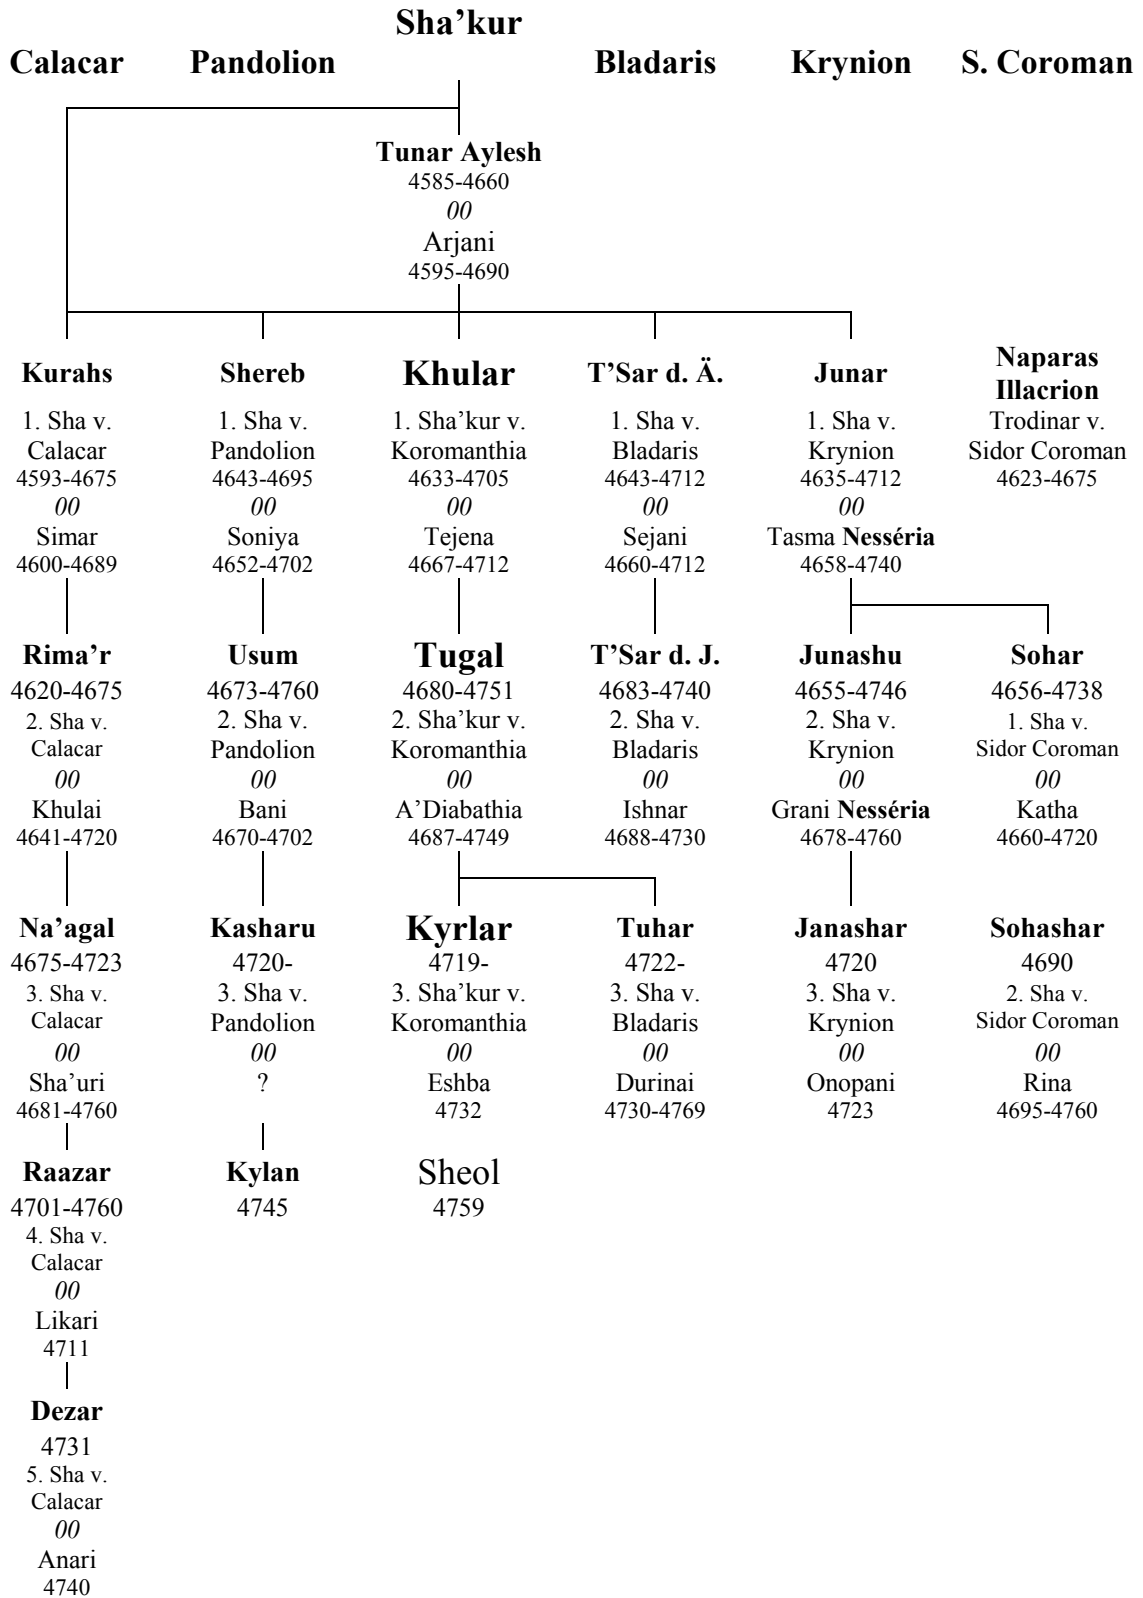 Sha’kur
Calacar
Pandolion
Bladaris
Krynion
S. Coroman
Tunar Aylesh
4585-4660
00
Arjani
4595-4690
Kurahs
1. Sha v.
Calacar
4593-4675
00
Simar
4600-4689
Shereb
1. Sha v.
Pandolion
4643-4695
00
Soniya
4652-4702
Khular
1. Sha’kur v.
Koromanthia
4633-4705
00
Tejena
4667-4712
T’Sar d. Ä.
1. Sha v.
Bladaris
4643-4712
00
Sejani
4660-4712
Junar
1. Sha v.
Krynion
4635-4712
00
Tasma Nesséria
4658-4740
Naparas
Illacrion
Trodinar v.
Sidor Coroman
4623-4675
Rima’r
4620-4675
2. Sha v.
Calacar
00
Khulai
4641-4720
Usum
4673-4760
2. Sha v.
Pandolion
00
Bani
4670-4702
Tugal
4680-4751
2. Sha’kur v.
Koromanthia
00
A’Diabathia
4687-4749
T’Sar d. J.
4683-4740
2. Sha v.
Bladaris
00
Ishnar
4688-4730
Junashu
4655-4746
2. Sha v.
Krynion
00
Grani Nesséria
4678-4760
Sohar
4656-4738
1. Sha v.
Sidor Coroman
00
Katha
4660-4720
Na’agal
4675-4723
3. Sha v.
Calacar
00
Sha’uri
4681-4760
Kasharu
4720-
3. Sha v.
Pandolion
00
?
Kyrlar
4719-
3. Sha’kur v.
Koromanthia
00
Eshba
4732
Tuhar
4722-
3. Sha v.
Bladaris
00
Durinai
4730-4769
Janashar
4720
3. Sha v.
Krynion
00
Onopani
4723
Sohashar
4690
2. Sha v.
Sidor Coroman
00
Rina
4695-4760
Raazar
4701-4760
4. Sha v.
Calacar
00
Likari
4711
Kylan
4745
Sheol
4759
Dezar
4731
5. Sha v.
Calacar
00
Anari
4740